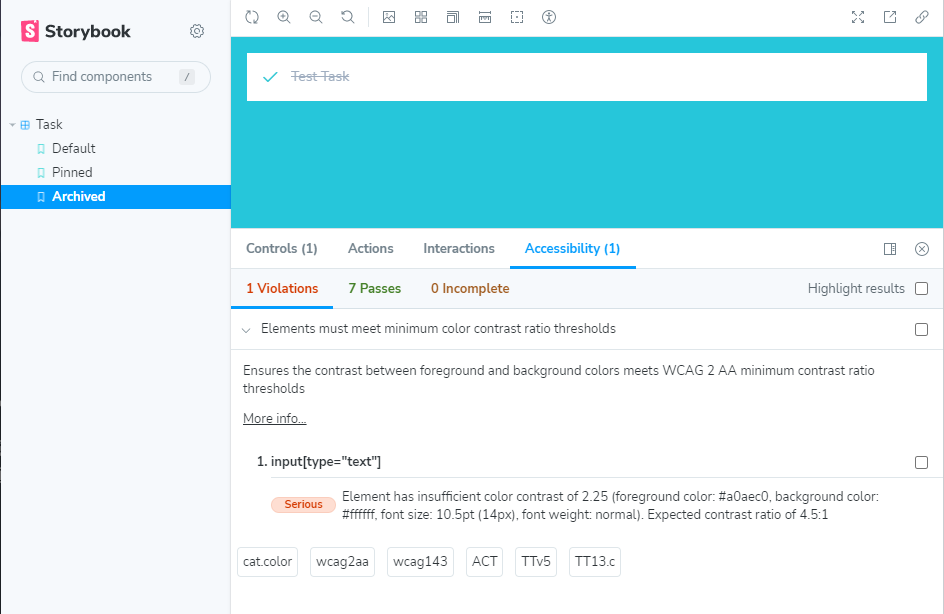 Storybook
Find components /
Task
Default
Pinned
Archived
Test Task
Controls (1) Actions Interactions Accessibility (1)
1 Violations 7 Passes 0 Incomplete Highlight results
Elements must meet minimum color contrast ratio thresholds
Ensures the contrast between foreground and background colors meets WCAG 2 AA minimum contrast ratio
thresholds
More info...
1. input[type="text"]
Serious Element has insufficient color contrast of 2.25 (foreground color: #a0aec0, background color:
#ffffff, font size: 10.5pt (14px), font weight: normal). Expected contrast ratio of 4.5:1
cat.color wcag2aa wcag143 ACT TTv5 TT13.c